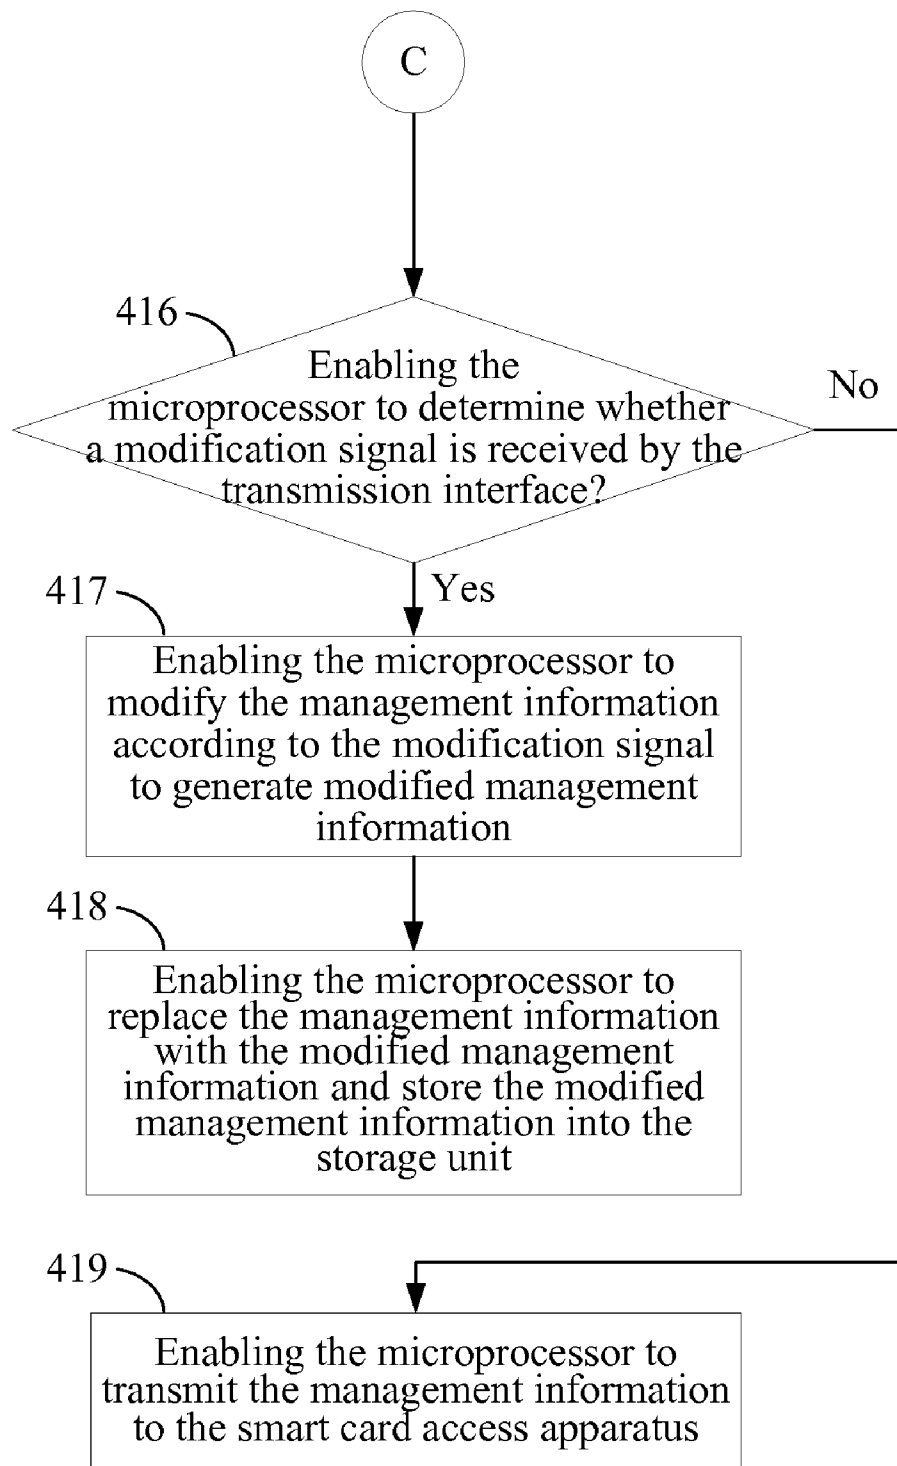 C
416
Enabling the
microprocessor to determine whether
a modification signal is received by the
transmission interface?
No
Yes
417
Enabling the microprocessor to
modify the management information
according to the modification signal
to generate modified management
information
418
Enabling the microprocessor to
replace the management information
with the modified management
information and store the modified
management information into the
storage unit
419
Enabling the microprocessor to
transmit the management information
to the smart card access apparatus